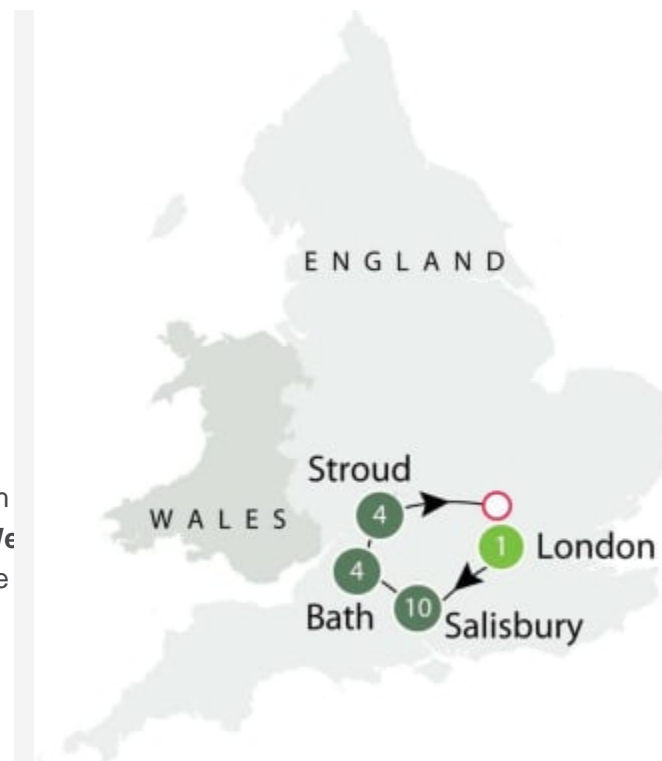 ENGLAND
Stroud
n
WALES
4
1
London
4
e
Bath
10
Salisbury